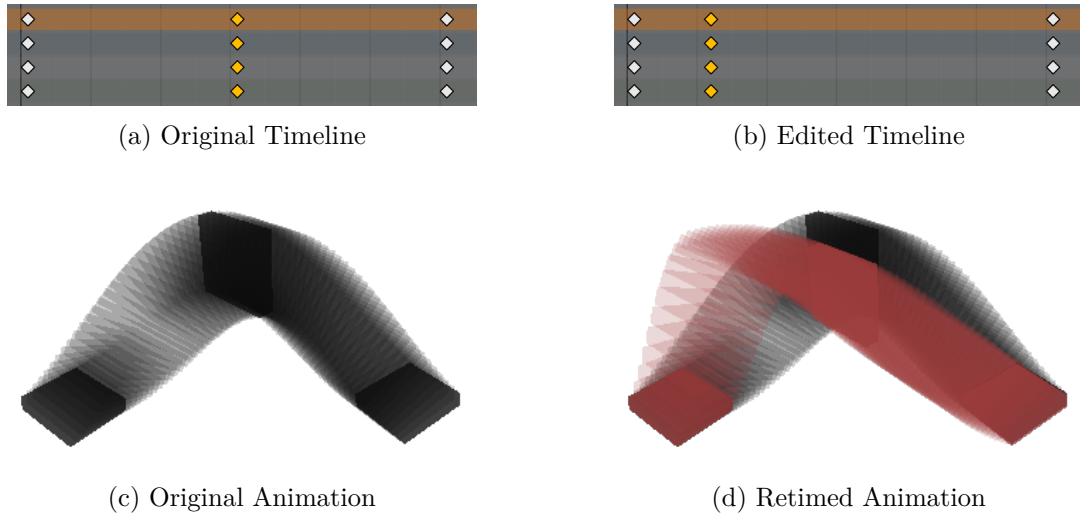 (a) Original Timeline
(b) Edited Timeline
(c) Original Animation
(d) Retimed Animation